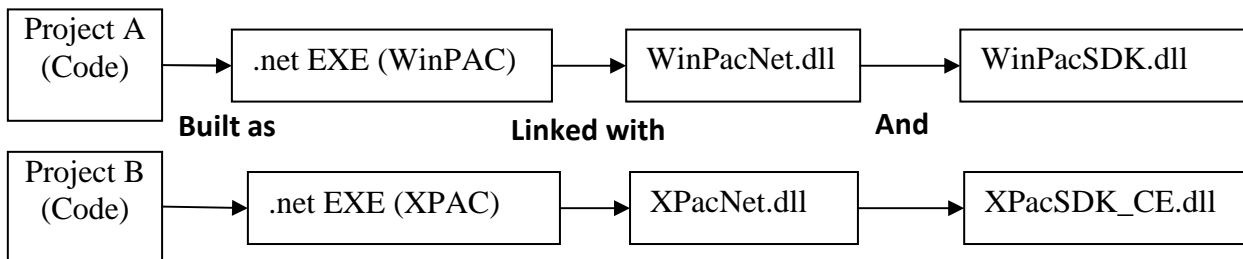 Project A
(Code)
.net EXE (WinPAC)
WinPacNet.dll
WinPacSDK.dll
Built as
Linked with
And
Project B
(Code)
.net EXE (XPAC)
XPacNet.dll
XPacSDK_CE.dll